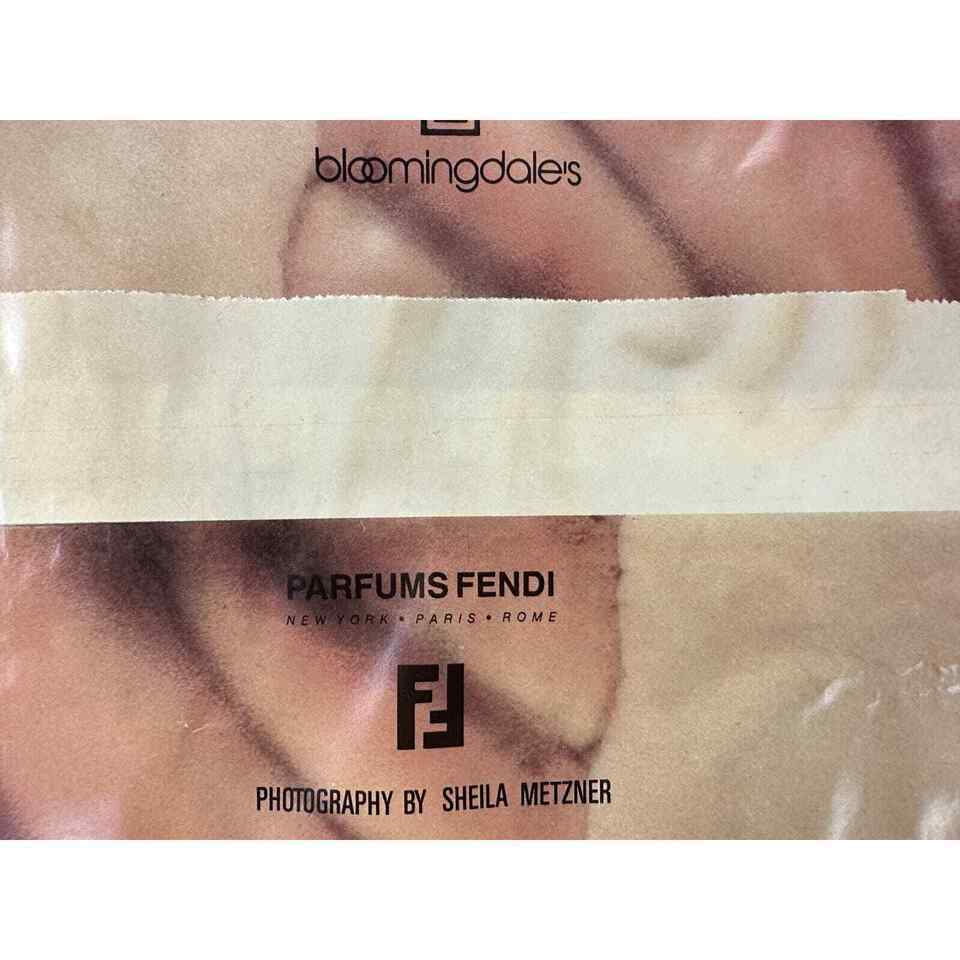 bloomingdale's
PARFUMS FENDI
NEW YORK • PARIS • ROME
FF
PHOTOGRAPHY BY SHEILA METZNER